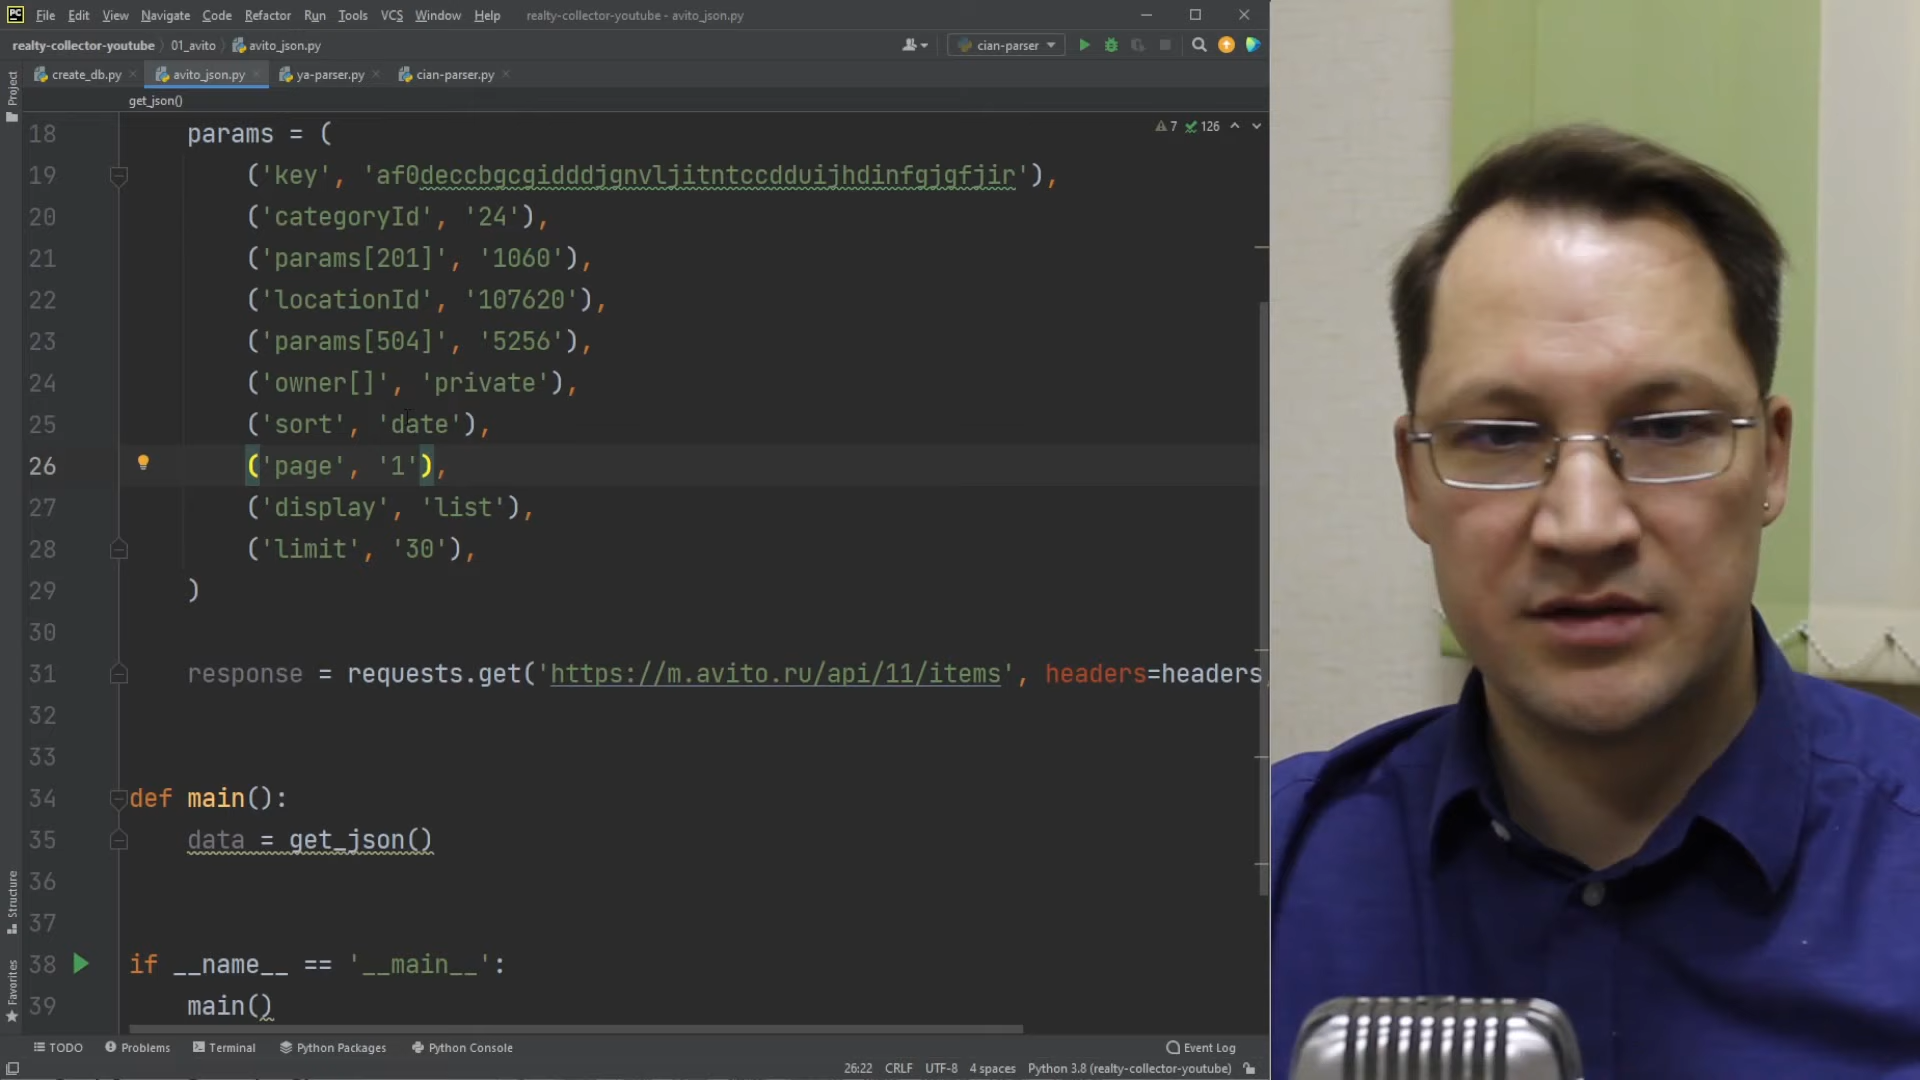 File Edit View Navigate Code Refactor Run Tools VCS Window Help realty-collector-youtube - avito_json.py
realty-collector-youtube 01_avito avito_json.py cian-parser
create_db.py avito_json.py ya-parser.py cian-parser.py
get_json()
7 126
Project
18 params = (
19 ('key', 'af0deccbgcgidddjgnvljitntccdduijhdinfgjgfjir'),
20 ('categoryId', '24'),
21 ('params[201]', '1060'),
22 ('locationId', '107620'),
23 ('params[504]', '5256'),
24 ('owner[]', 'private'),
25 ('sort', 'date'),
26 ('page', '1'),
27 ('display', 'list'),
28 ('limit', '30'),
29 )
30
31 response = requests.get('https://m.avito.ru/api/11/items', headers=headers,
32
33
34 def main():
35 data = get_json()
36
37
38 if __name__ == '__main__':
39 main()
Structure
Favorites
TODO Problems Terminal Python Packages Python Console Event Log
26:22 CRLF UTF-8 4 spaces Python 3.8 (realty-collector-youtube)